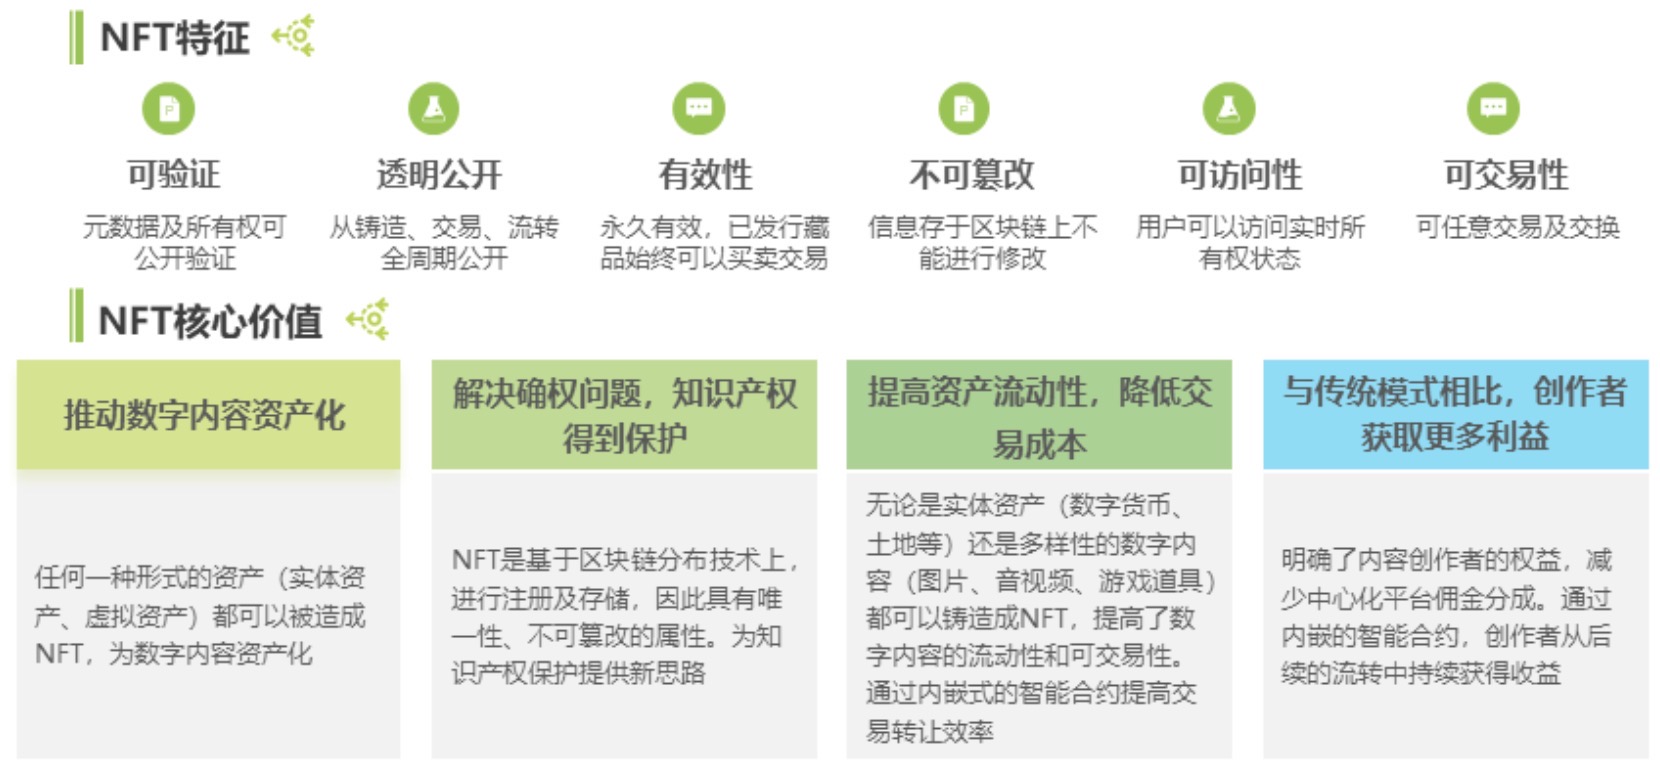 NFT特征
可验证
透明公开
有效性
不可篡改
可访问性
可交易性
元数据及所有权可
公开验证
从铸造、交易、流转
全周期公开
永久有效，已发行藏
品始终可以买卖交易
信息存于区块链上不
能进行修改
用户可以访问实时所
有权状态
可任意交易及交换
NFT核心价值
推动数字内容资产化
任何一种形式的资产（实体资
产、虚拟资产）都可以被造成
NFT，为数字内容资产化
解决确权问题，知识产权
得到保护
NFT是基于区块链分布技术上，
进行注册及存储，因此具有唯
一性、不可篡改的属性。为知
识产权保护提供新思路
提高资产流动性，降低交
易成本
无论是实体资产（数字货币、
土地等）还是多样性的数字内
容（图片、音视频、游戏道具）
都可以铸造成NFT，提高了数
字内容的流动性和可交易性。
通过内嵌式的智能合约提高交
易转让效率
与传统模式相比，创作者
获取更多利益
明确了内容创作者的权益，减
少中心化平台佣金分成。通过
内嵌的智能合约，创作者从后
续的流转中持续获得收益